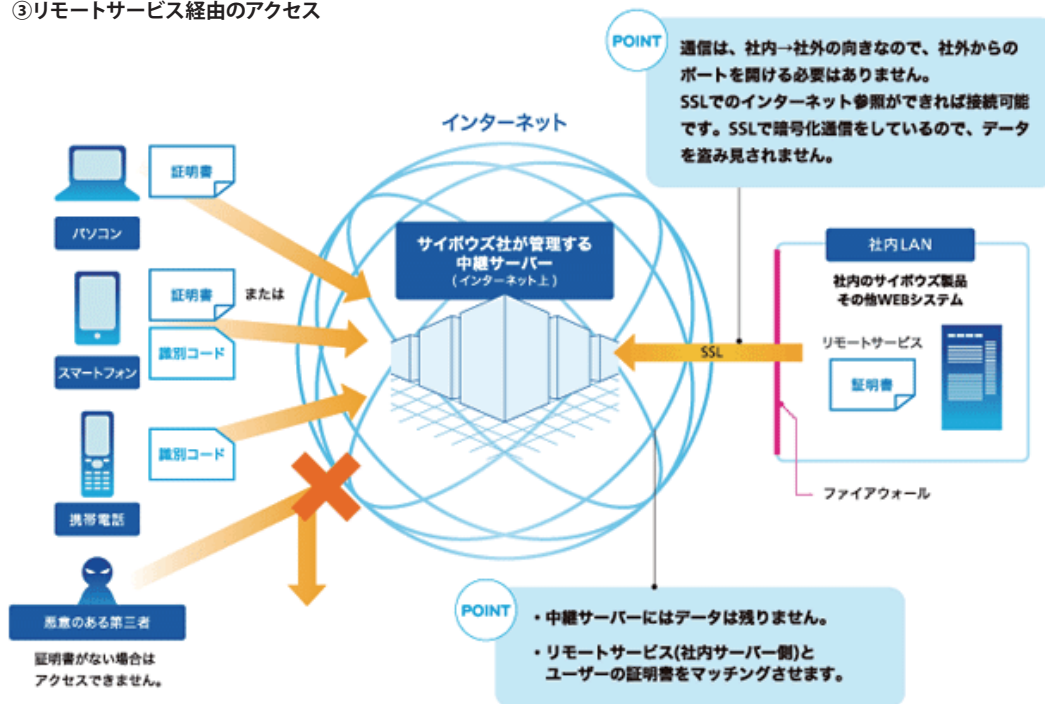 ③リモートサービス経由のアクセス
POINT
通信は、社内→社外の向きなので、社外からの
ポートを開ける必要はありません。
SSLでのインターネット参照ができれば接続可能
です。SSLで暗号化通信をしているので、データ
を盗み見されません。
インターネット
証明書
パソコン
サイボウズ社が管理する
中継サーバー
(インターネット上)
社内LAN
社内のサイボウズ製品
その他WEBシステム
証明書
または
識別コード
スマートフォン
SSL
リモートサービス
証明書
識別コード
携帯電話
ファイアウォール
悪意のある第三者
証明書がない場合は
アクセスできません。
POINT
・中継サーバーにはデータは残りません。
・リモートサービス(社内サーバー側)と
ユーザーの証明書をマッチングさせます。